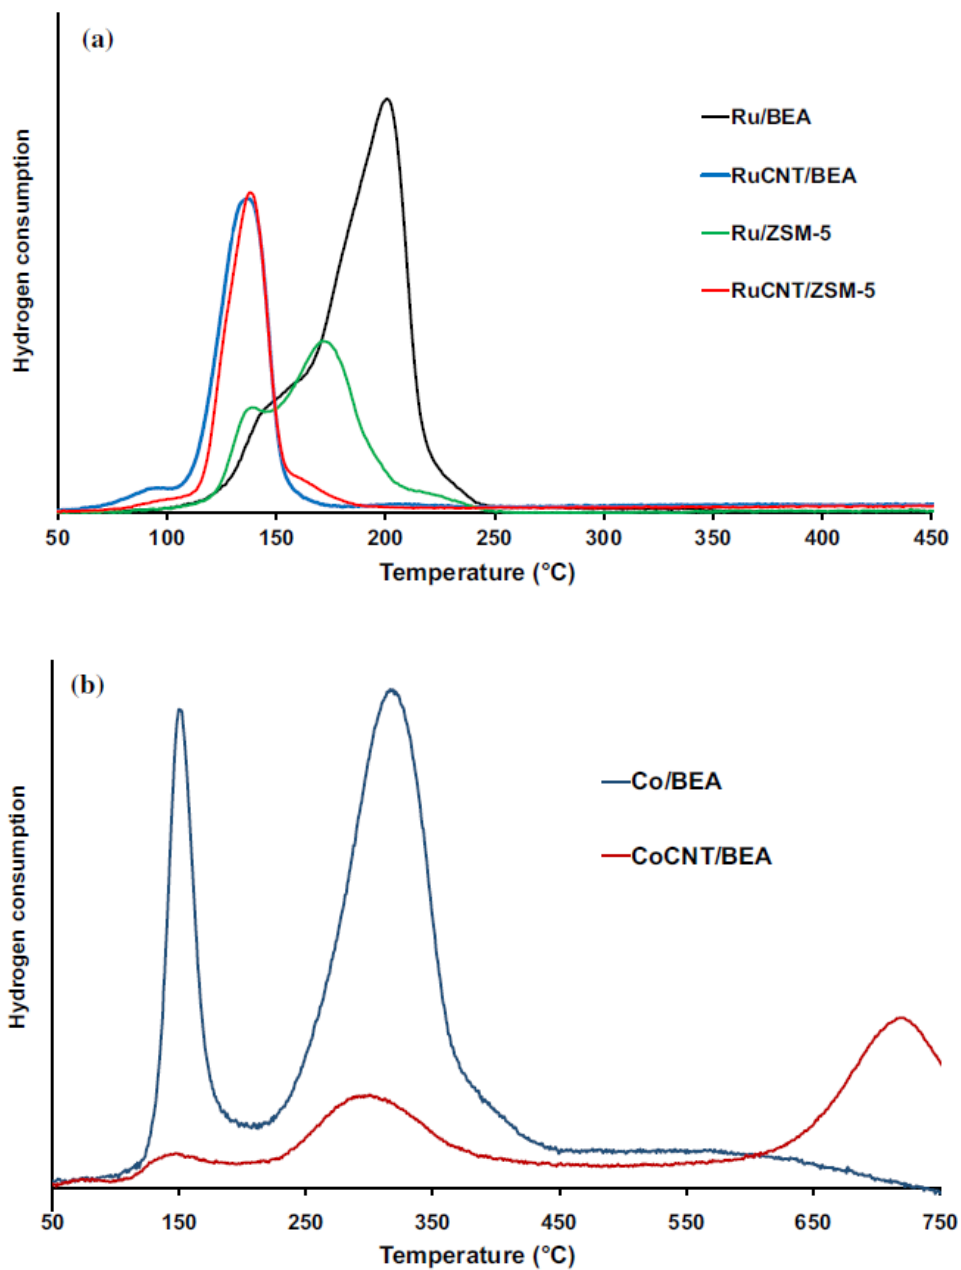 (a)
Hydrogen consumption
Ru/BEA
RuCNT/BEA
Ru/ZSM-5
RuCNT/ZSM-5
50 100 150 200 250 300 350 400 450
Temperature (°C)
(b)
Hydrogen consumption
Co/BEA
CoCNT/BEA
50 150 250 350 450 550 650 750
Temperature (°C)